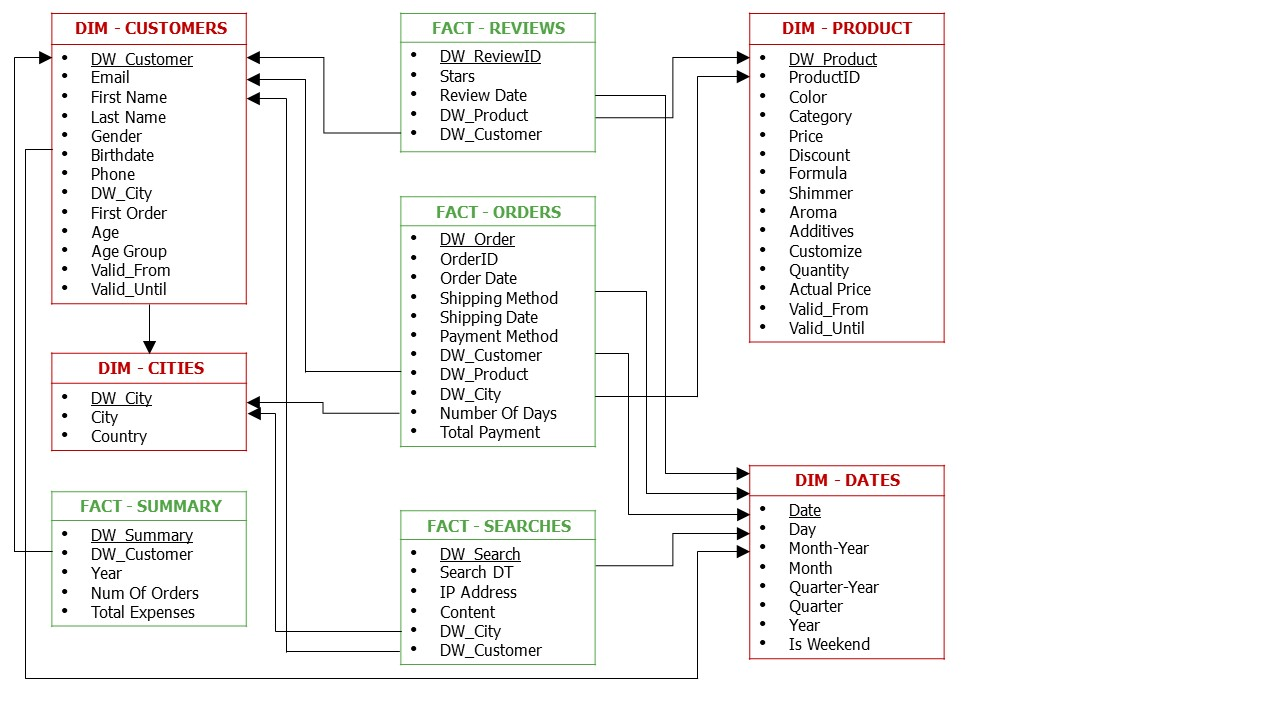 DIM - CUSTOMERS
• DW_Customer
• Email
• First Name
• Last Name
• Gender
• Birthdate
• Phone
• DW_City
• First Order
• Age
• Age Group
• Valid_From
• Valid_Until
DIM - CITIES
• DW_City
• City
• Country
FACT - SUMMARY
• DW_Summary
• DW_Customer
• Year
• Num Of Orders
• Total Expenses
FACT - REVIEWS
• DW_ReviewID
• Stars
• Review Date
• DW_Product
• DW_Customer
FACT - ORDERS
• DW_Order
• OrderID
• Order Date
• Shipping Method
• Shipping Date
• Payment Method
• DW_Customer
• DW_Product
• DW_City
• Number Of Days
• Total Payment
FACT - SEARCHES
• DW_Search
• Search DT
• IP Address
• Content
• DW_City
• DW_Customer
DIM - PRODUCT
• DW_Product
• ProductID
• Color
• Category
• Price
• Discount
• Formula
• Shimmer
• Aroma
• Additives
• Customize
• Quantity
• Actual Price
• Valid_From
• Valid_Until
DIM - DATES
• Date
• Day
• Month-Year
• Month
• Quarter-Year
• Quarter
• Year
• Is Weekend